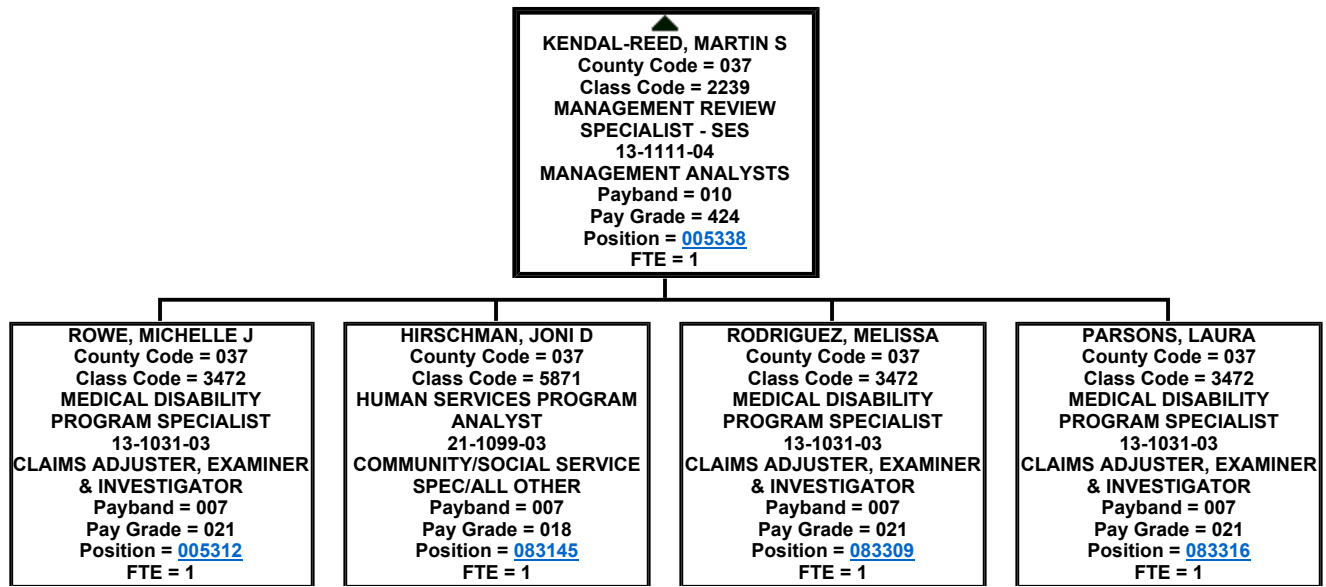 KENDAL-REED, MARTIN S
County Code = 037
Class Code = 2239
MANAGEMENT REVIEW
SPECIALIST - SES
13-1111-04
MANAGEMENT ANALYSTS
Payband = 010
Pay Grade = 424
Position = 005338
FTE = 1
ROWE, MICHELLE J
County Code = 037
Class Code = 3472
MEDICAL DISABILITY
PROGRAM SPECIALIST
13-1031-03
CLAIMS ADJUSTER, EXAMINER
& INVESTIGATOR
Payband = 007
Pay Grade = 021
Position = 005312
FTE = 1
HIRSCHMAN, JONI D
County Code = 037
Class Code = 5871
HUMAN SERVICES PROGRAM
ANALYST
21-1099-03
COMMUNITY/SOCIAL SERVICE
SPEC/ALL OTHER
Payband = 007
Pay Grade = 018
Position = 083145
FTE = 1
RODRIGUEZ, MELISSA
County Code = 037
Class Code = 3472
MEDICAL DISABILITY
PROGRAM SPECIALIST
13-1031-03
CLAIMS ADJUSTER, EXAMINER
& INVESTIGATOR
Payband = 007
Pay Grade = 021
Position = 083309
FTE = 1
PARSONS, LAURA
County Code = 037
Class Code = 3472
MEDICAL DISABILITY
PROGRAM SPECIALIST
13-1031-03
CLAIMS ADJUSTER, EXAMINER
& INVESTIGATOR
Payband = 007
Pay Grade = 021
Position = 083316
FTE = 1